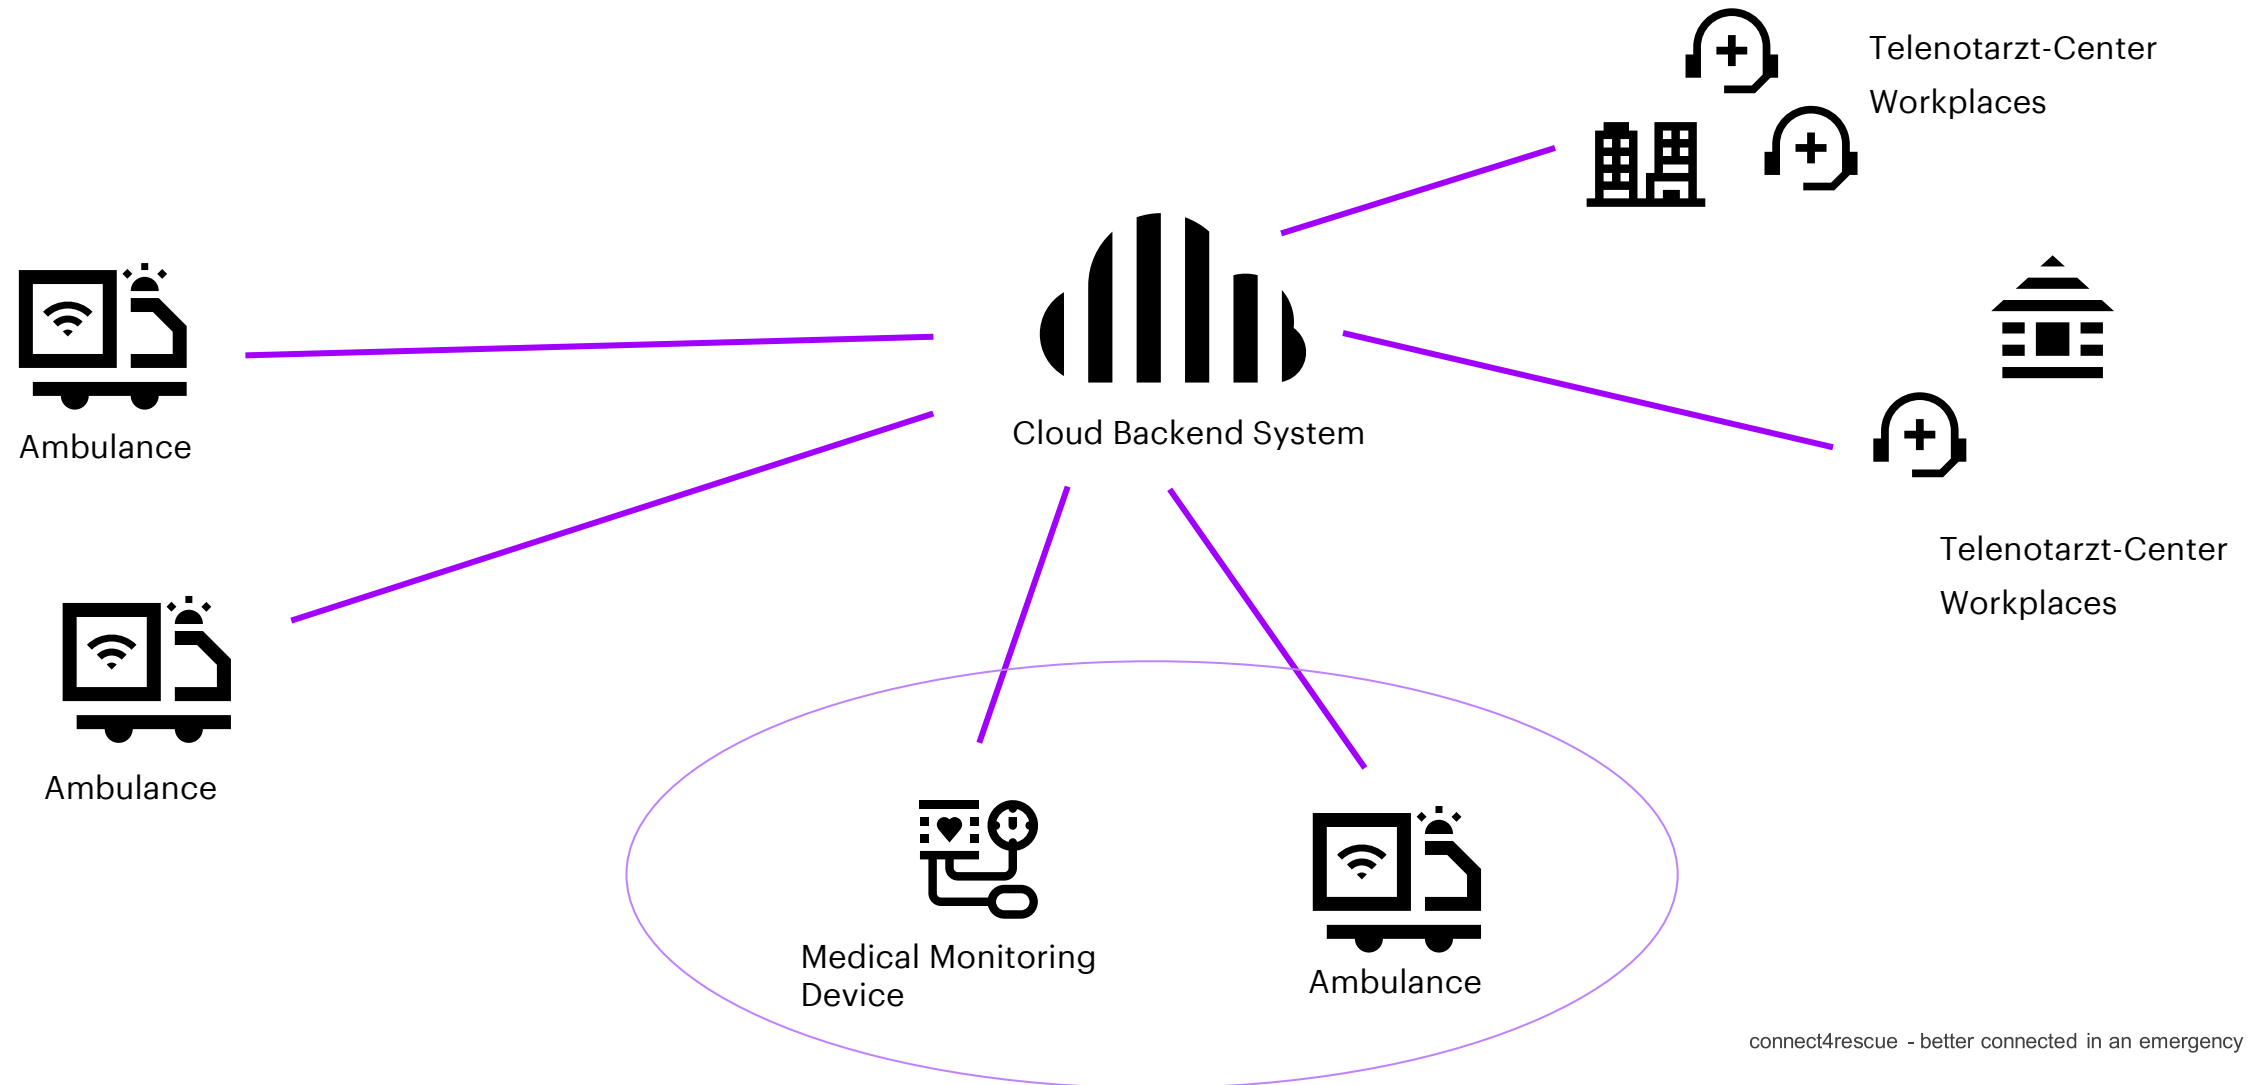 Telenotarzt-Center
Workplaces
Cloud Backend System
Ambulance
Telenotarzt-Center
Workplaces
Ambulance
Medical Monitoring
Device
Ambulance
connect4rescue - better connected in an emergency